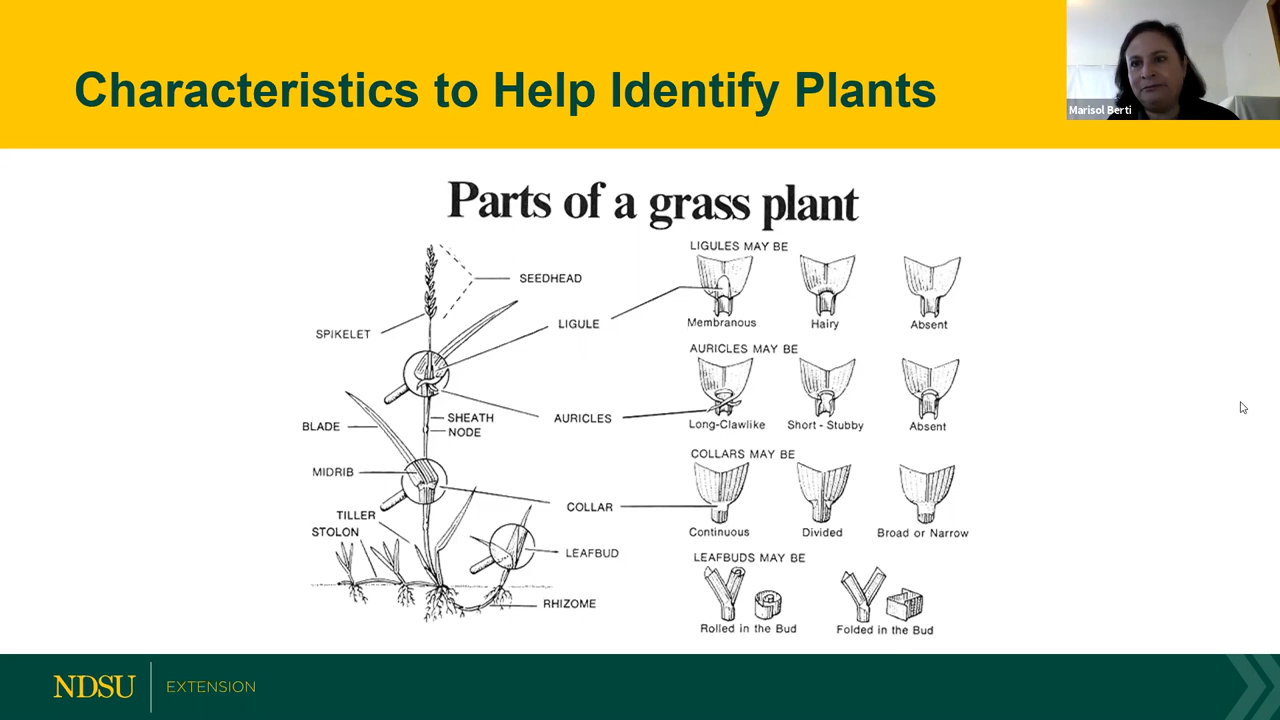 Characteristics to Help Identify Plants
Marisol Berti
Parts of a grass plant
SEEDHEAD
SPIKELET
LIGULE
AURICLES
SHEATH
NODE
BLADE
MIDRIB
COLLAR
TILLER
STOLON
LEAFBUD
RHIZOME
LIGULES MAY BE
Membranous Hairy Absent
AURICLES MAY BE
Long-Clawlike Short - Stubby Absent
COLLARS MAY BE
Continuous Divided Broad or Narrow
LEAFBUDS MAY BE
Rolled in the Bud Folded in the Bud
NDSU EXTENSION